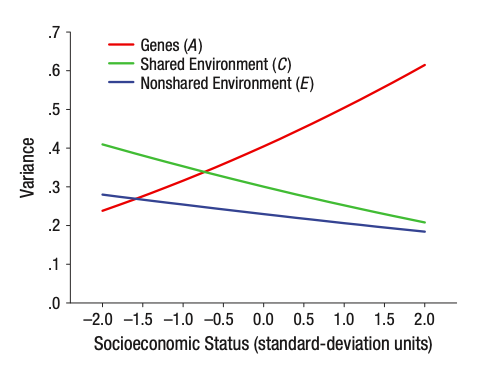 .7
.6
.5
.4
.3
.2
.1
.0
Variance
Genes (A)
Shared Environment (C)
Nonshared Environment (E)
–2.0 –1.5 –1.0 –0.5 0.0 0.5 1.0 1.5 2.0
Socioeconomic Status (standard-deviation units)